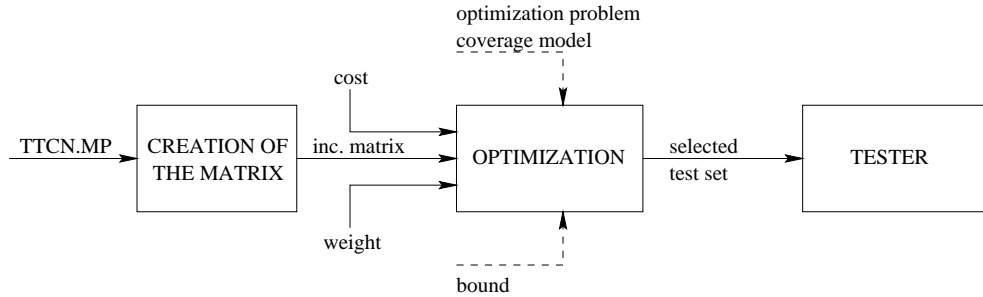 optimization problem
coverage model
cost
TTCN.MP
CREATION OF
THE MATRIX
inc. matrix
OPTIMIZATION
selected
test set
TESTER
weight
bound